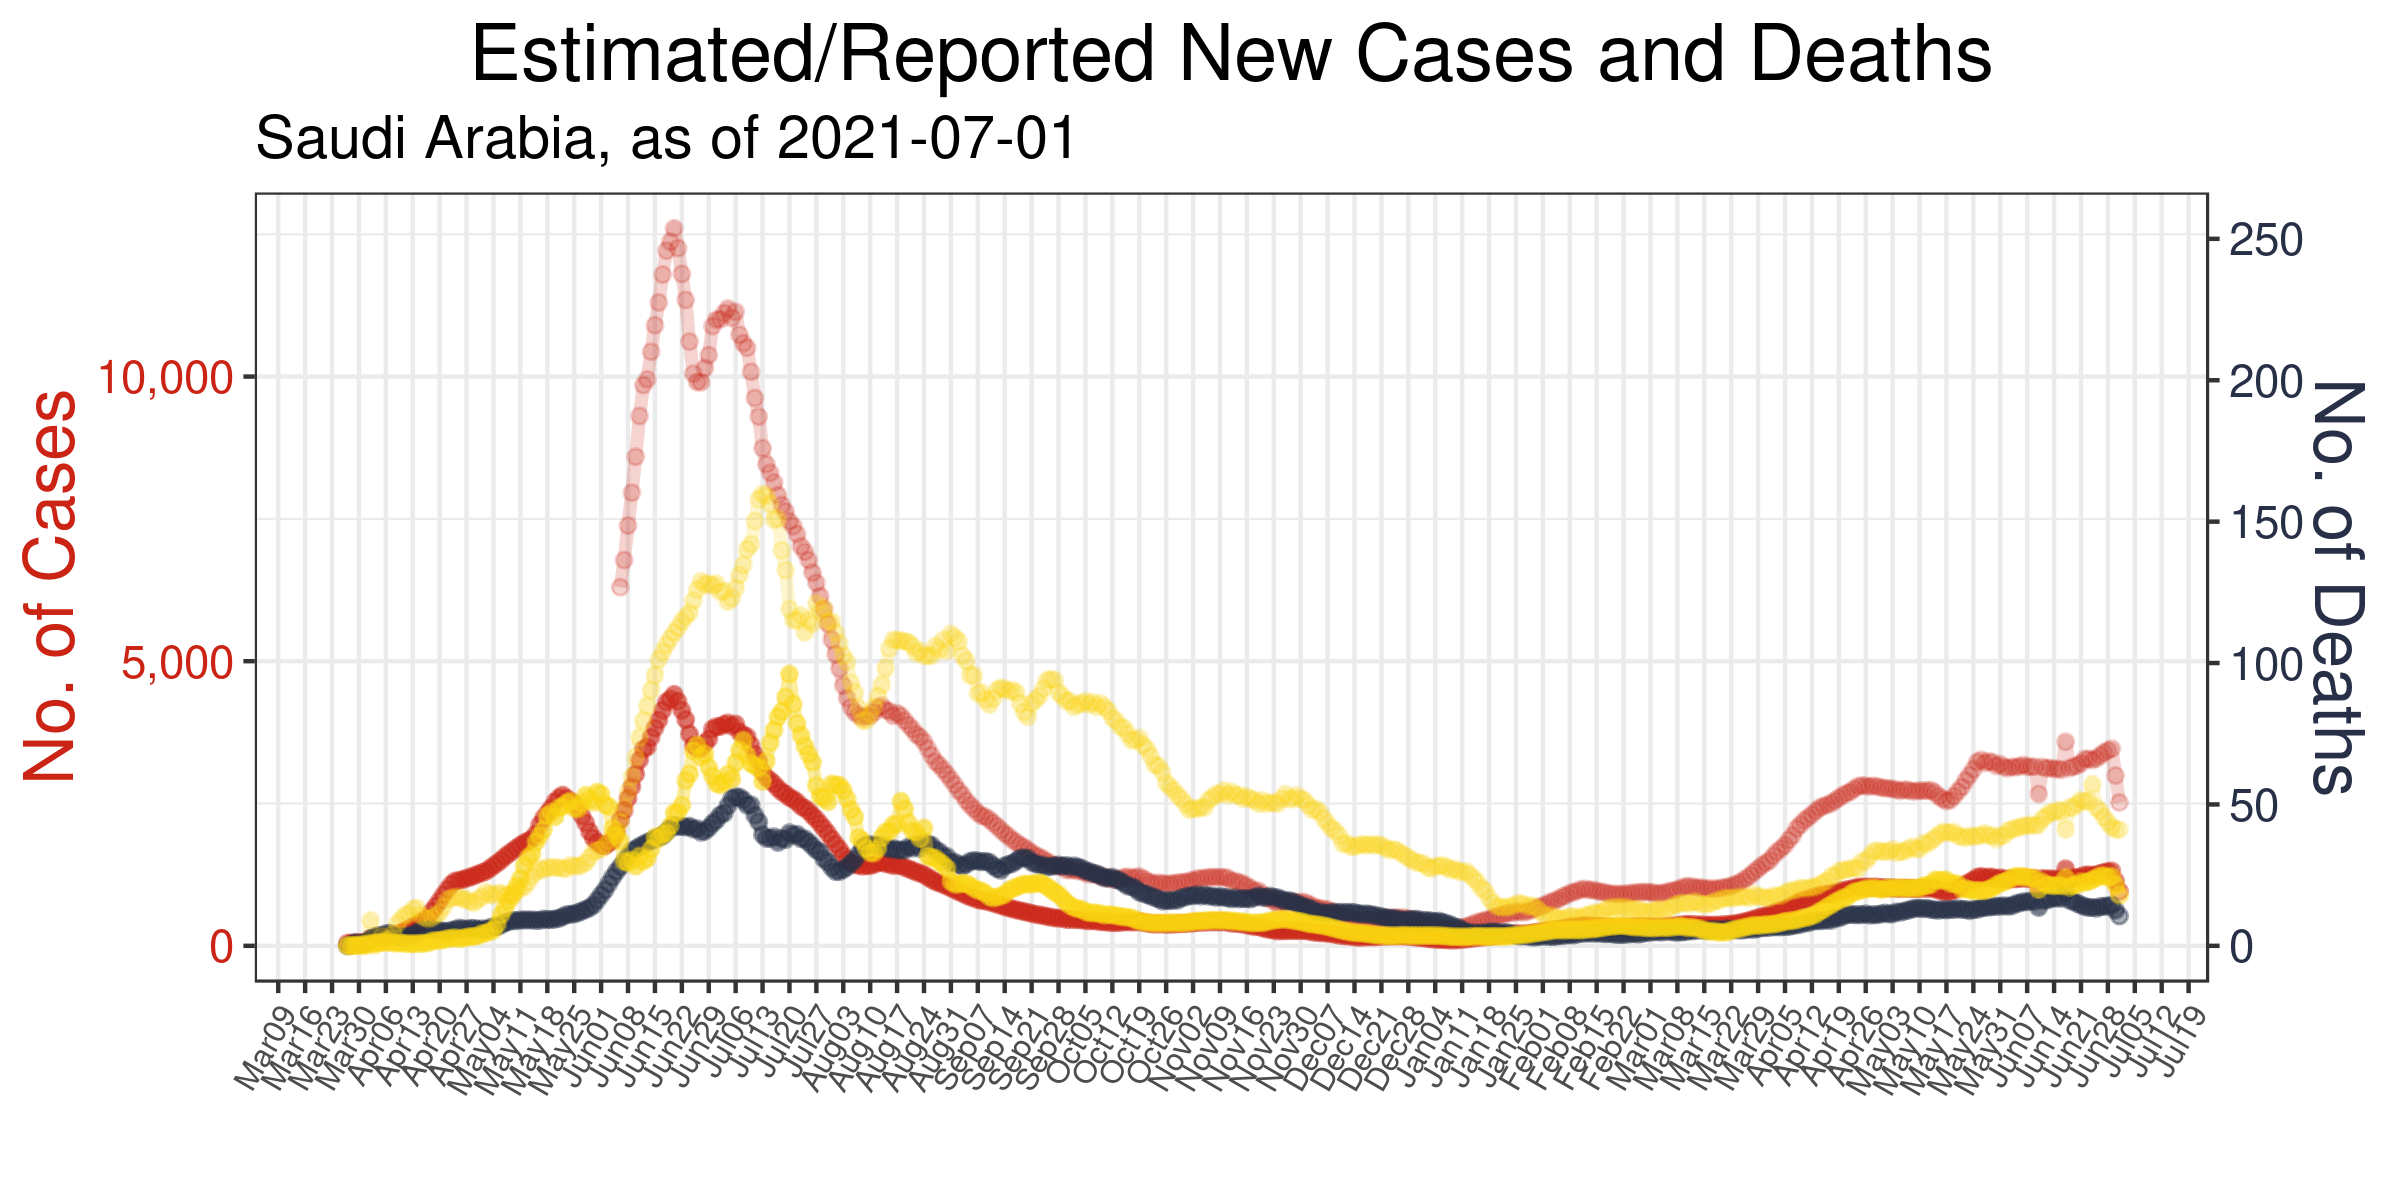 Estimated/Reported New Cases and Deaths
Saudi Arabia, as of 2021-07-01
No. of Cases
10,000
5,000
0
250
200
150
100
50
0
No. of Deaths
Mar09
Mar16
Mar23
Mar30
Apr06
Apr13
Apr20
Apr27
May04
May11
May18
May25
Jun01
Jun08
Jun15
Jun22
Jun29
Jul06
Jul13
Jul20
Jul27
Aug03
Aug10
Aug17
Aug24
Aug31
Sep07
Sep14
Sep21
Sep28
Oct05
Oct12
Oct19
Oct26
Nov02
Nov09
Nov16
Nov23
Nov30
Dec07
Dec14
Dec21
Dec28
Jan04
Jan11
Jan18
Jan25
Feb01
Feb08
Feb15
Feb22
Mar01
Mar08
Mar15
Mar22
Mar29
Apr05
Apr12
Apr19
Apr26
May03
May10
May17
May24
May31
Jun07
Jun14
Jun21
Jun28
Jul05
Jul12
Jul19